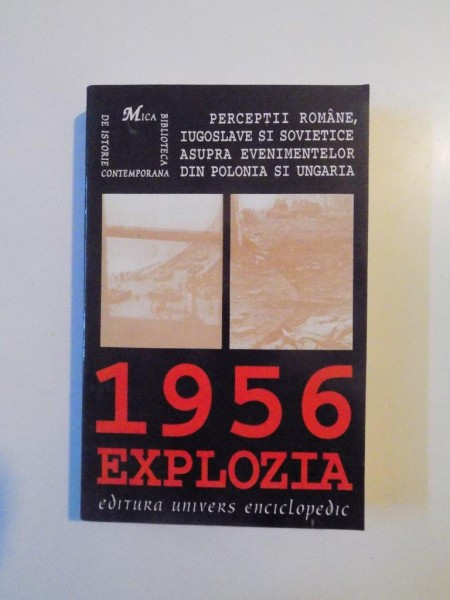 Mica
BIBLIOTECA
DE ISTORIE
CONTEMPORANA
PERCEPTII ROMÂNE,
IUGOSLAVE SI SOVIETICE
ASUPRA EVENIMENTELOR
DIN POLONIA SI UNGARIA
1956
EXPLOZIA
editura univers enciclopedic